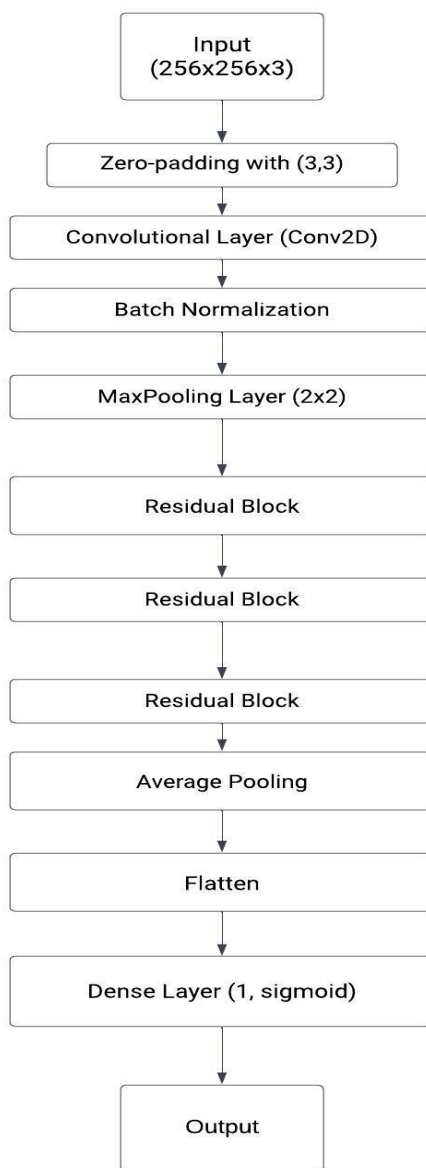 Input
(256x256x3)
Zero-padding with (3,3)
Convolutional Layer (Conv2D)
Batch Normalization
MaxPooling Layer (2x2)
Residual Block
Residual Block
Residual Block
Average Pooling
Flatten
Dense Layer (1, sigmoid)
Output